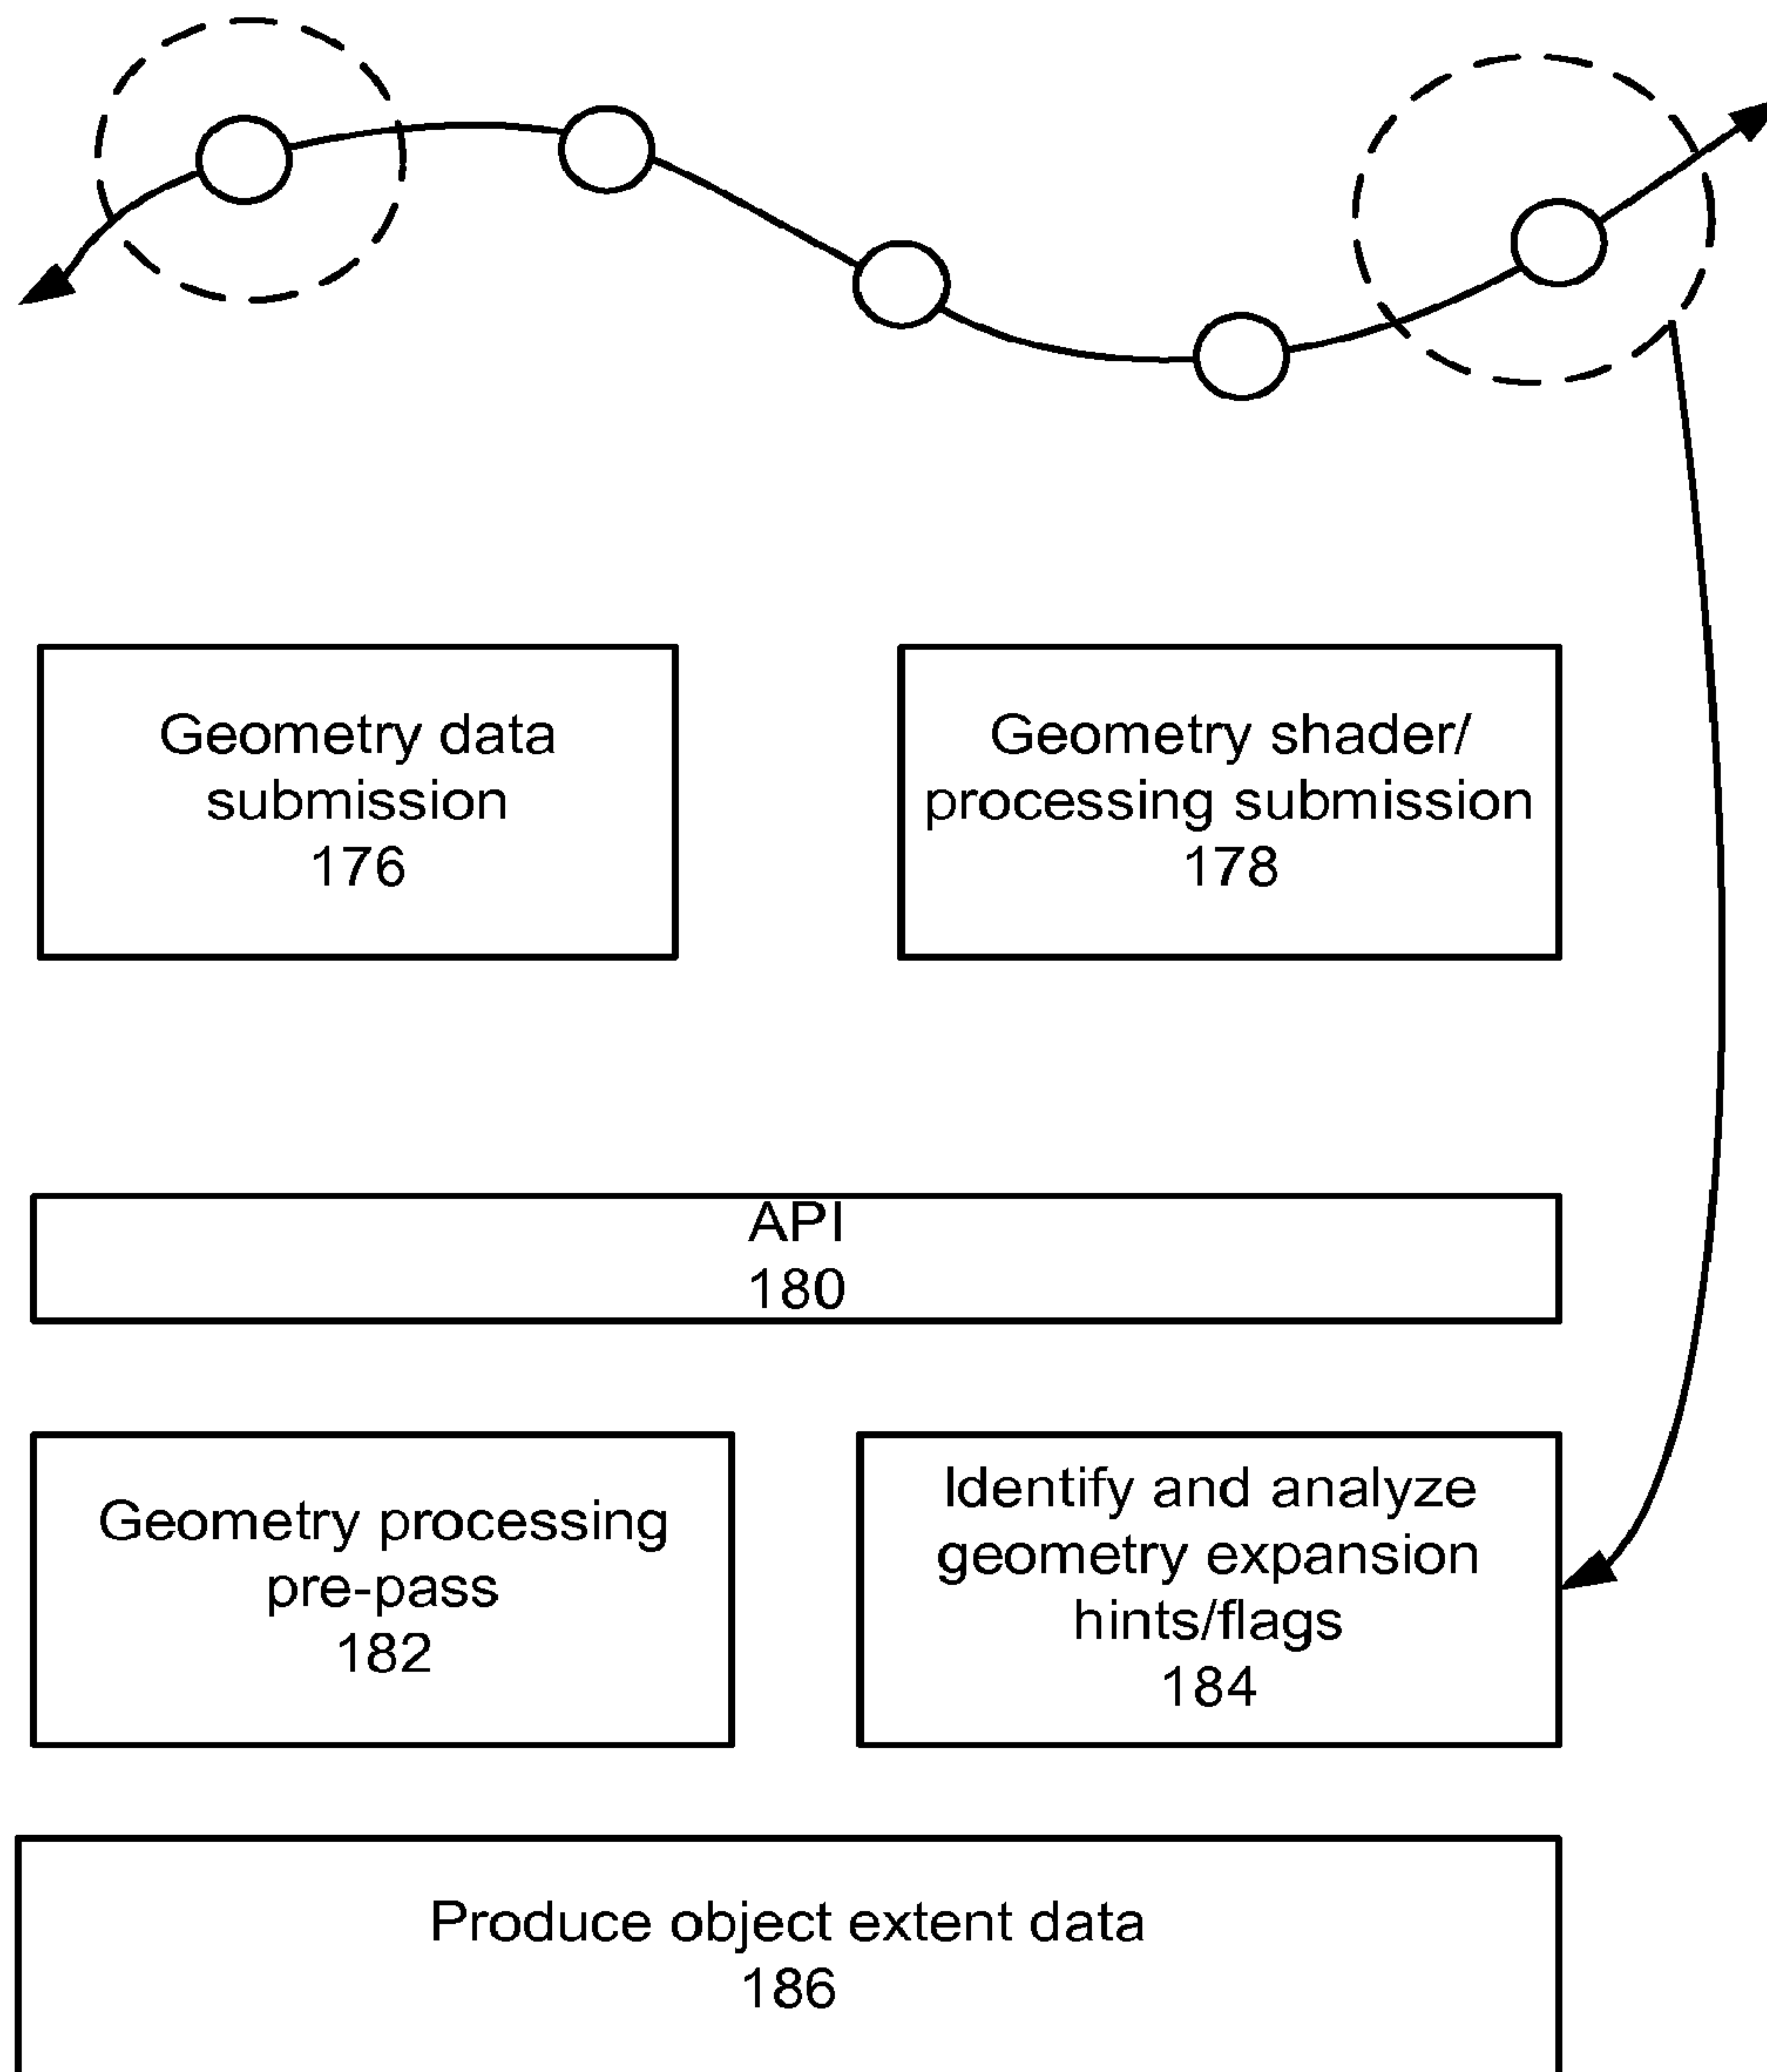 Geometry data
submission
176
Geometry shader/
processing submission
178
API
180
Geometry processing
pre-pass
182
Identify and analyze
geometry expansion
hints/flags
184
Produce object extent data
186